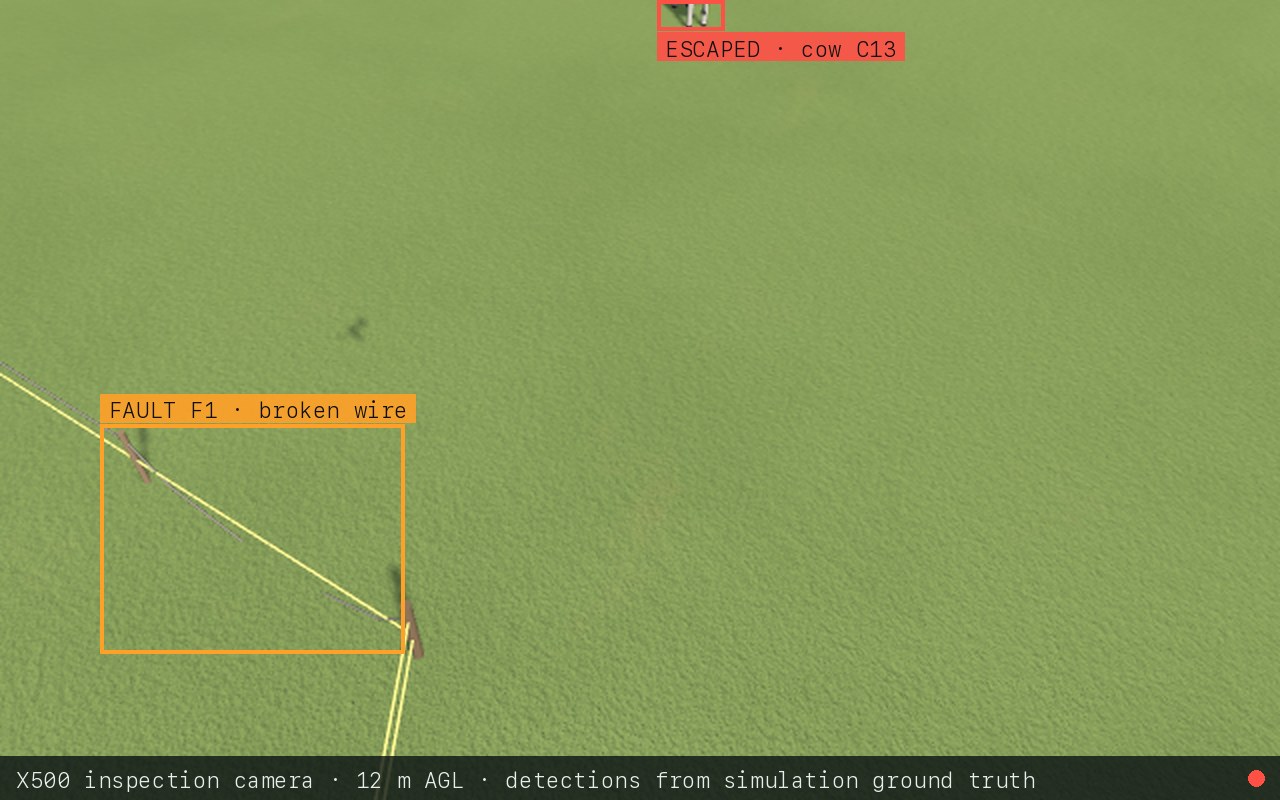 ESCAPED · cow C13
FAULT F1 · broken wire
X500 inspection camera · 12 m AGL · detections from simulation ground truth